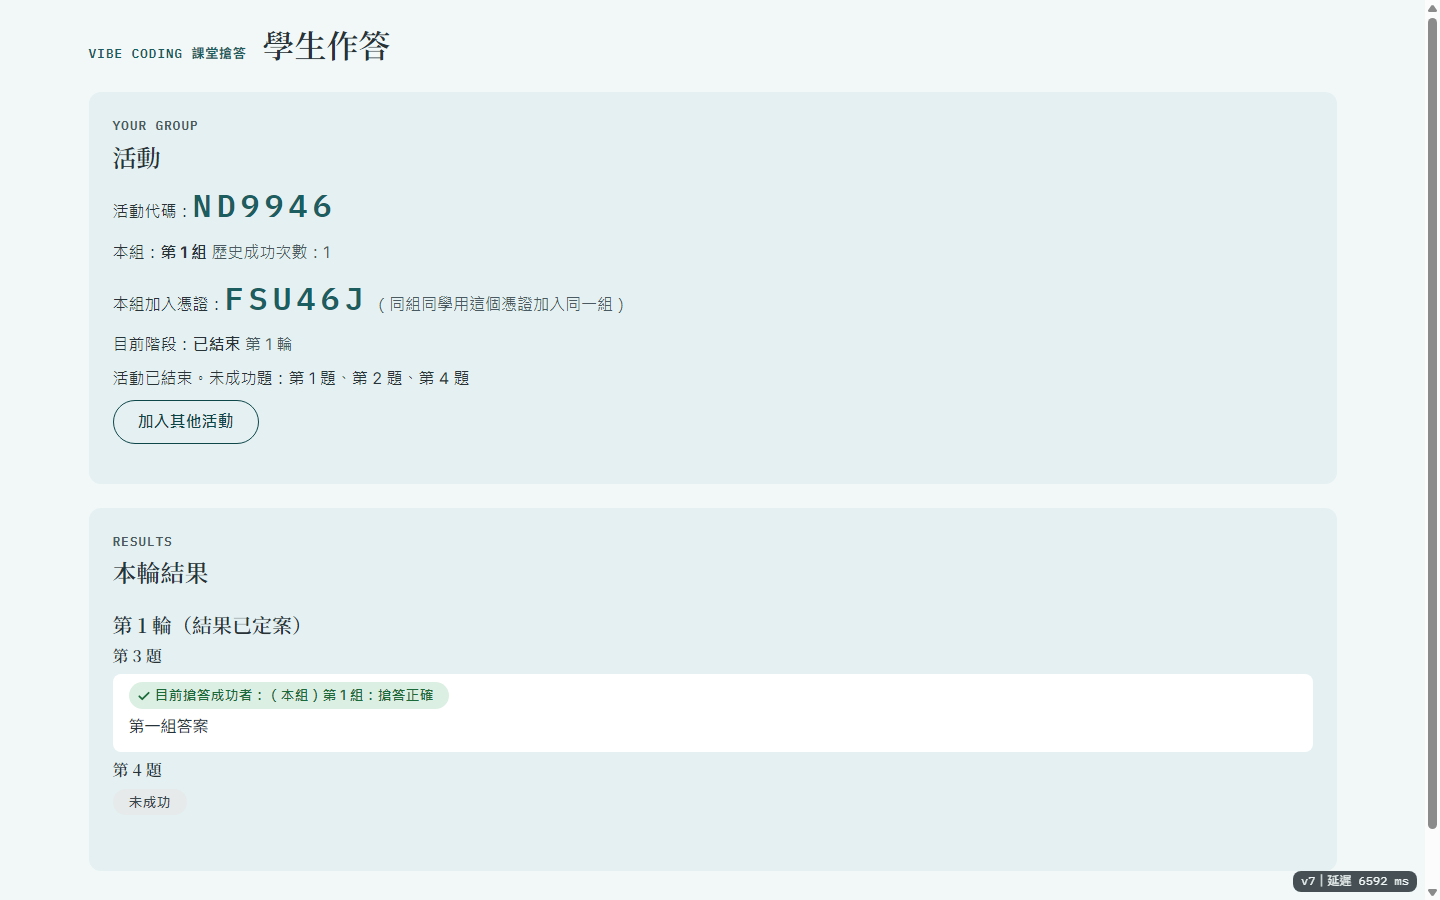 VIBE CODING 課堂搶答 學生作答
YOUR GROUP
活動
活動代碼：ND9946
本組：第 1 組 歷史成功次數：1
本組加入憑證：FSU46J （同組同學用這個憑證加入同一組）
目前階段：已結束 第 1 輪
活動已結束。未成功題：第 1 題、第 2 題、第 4 題
加入其他活動
RESULTS
本輪結果
第 1 輪（結果已定案）
第 3 題
目前搶答成功者：（本組）第 1 組：搶答正確
第一組答案
第 4 題
未成功
v7｜延遲 6592 ms